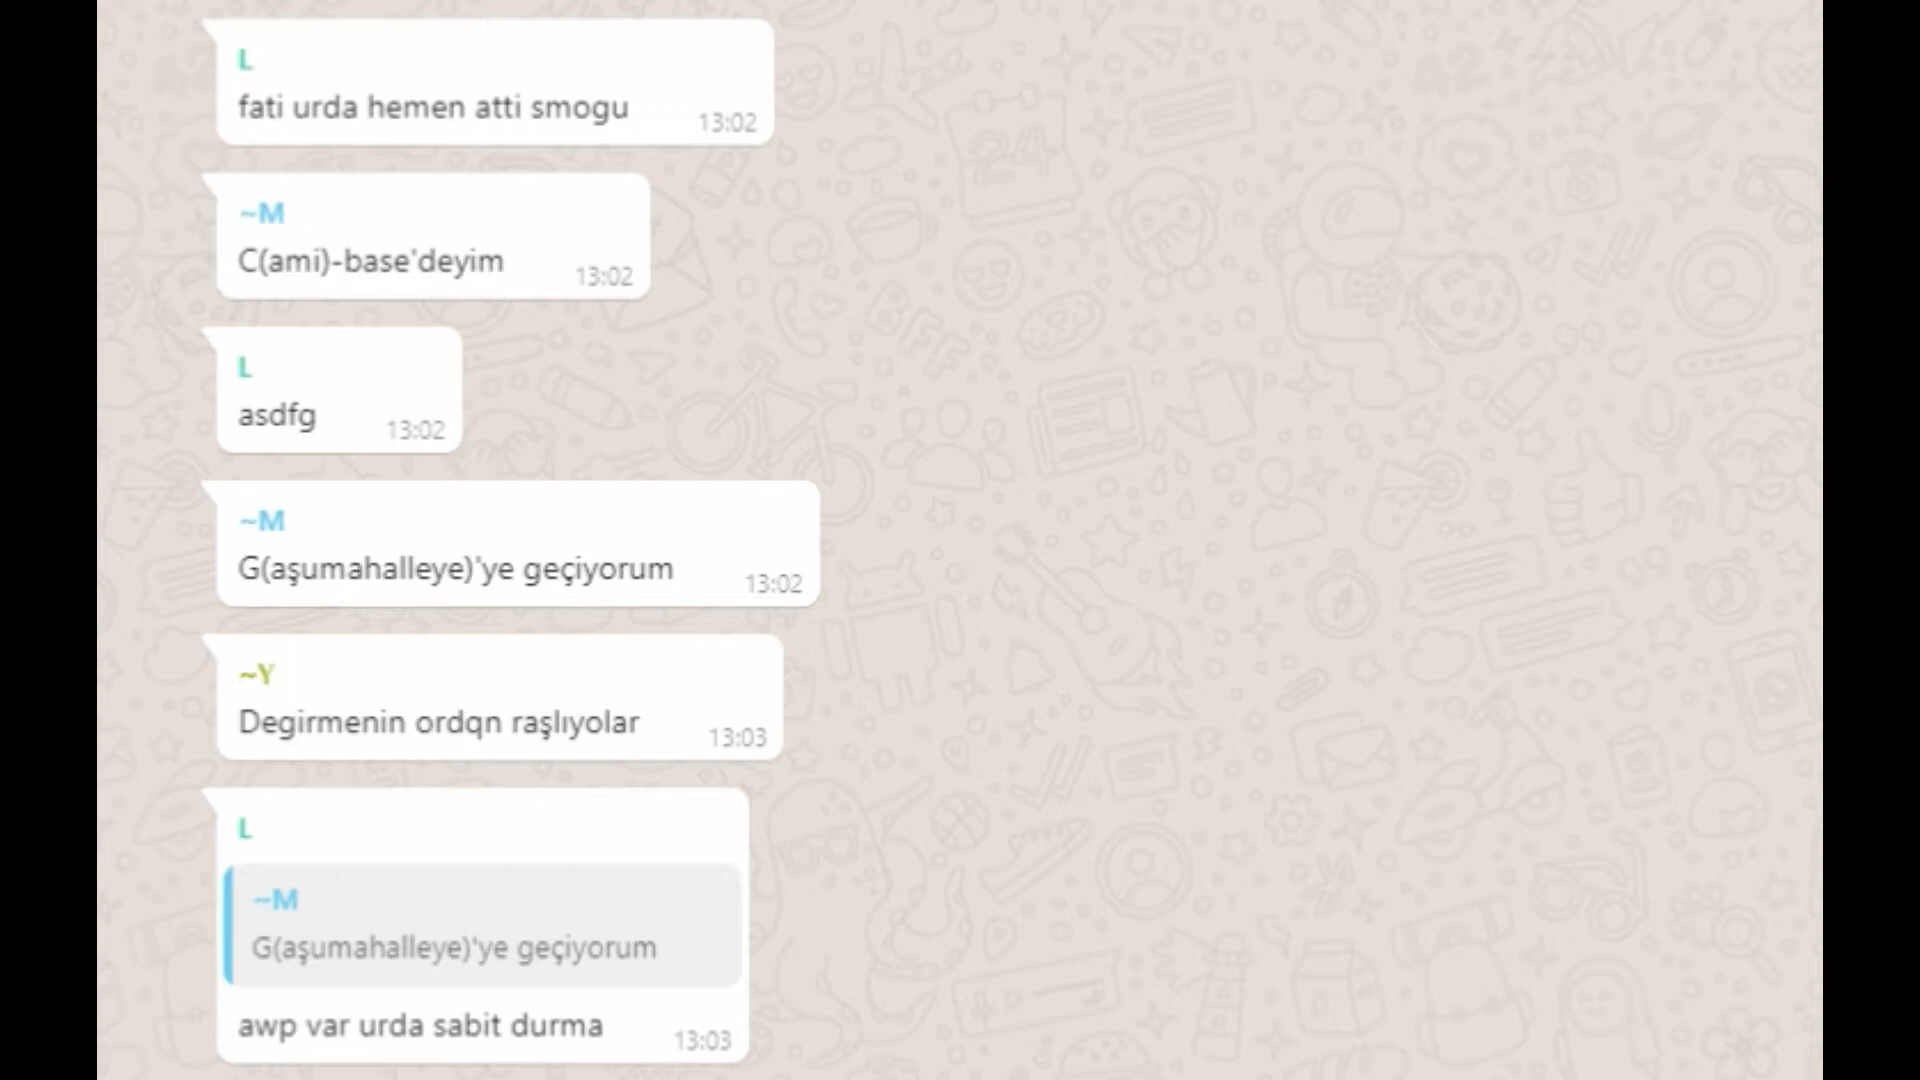 L
fati urda hemen atti smogu
13:02
~M
C(ami)-base'deyim
13:02
L
asdfg
13:02
~M
G(aşumahalleye)'ye geçiyorum
13:02
~Y
Degirmenin ordqn raşlıyolar
13:03
L
~M
G(aşumahalleye)'ye geçiyorum
awp var urda sabit durma
13:03